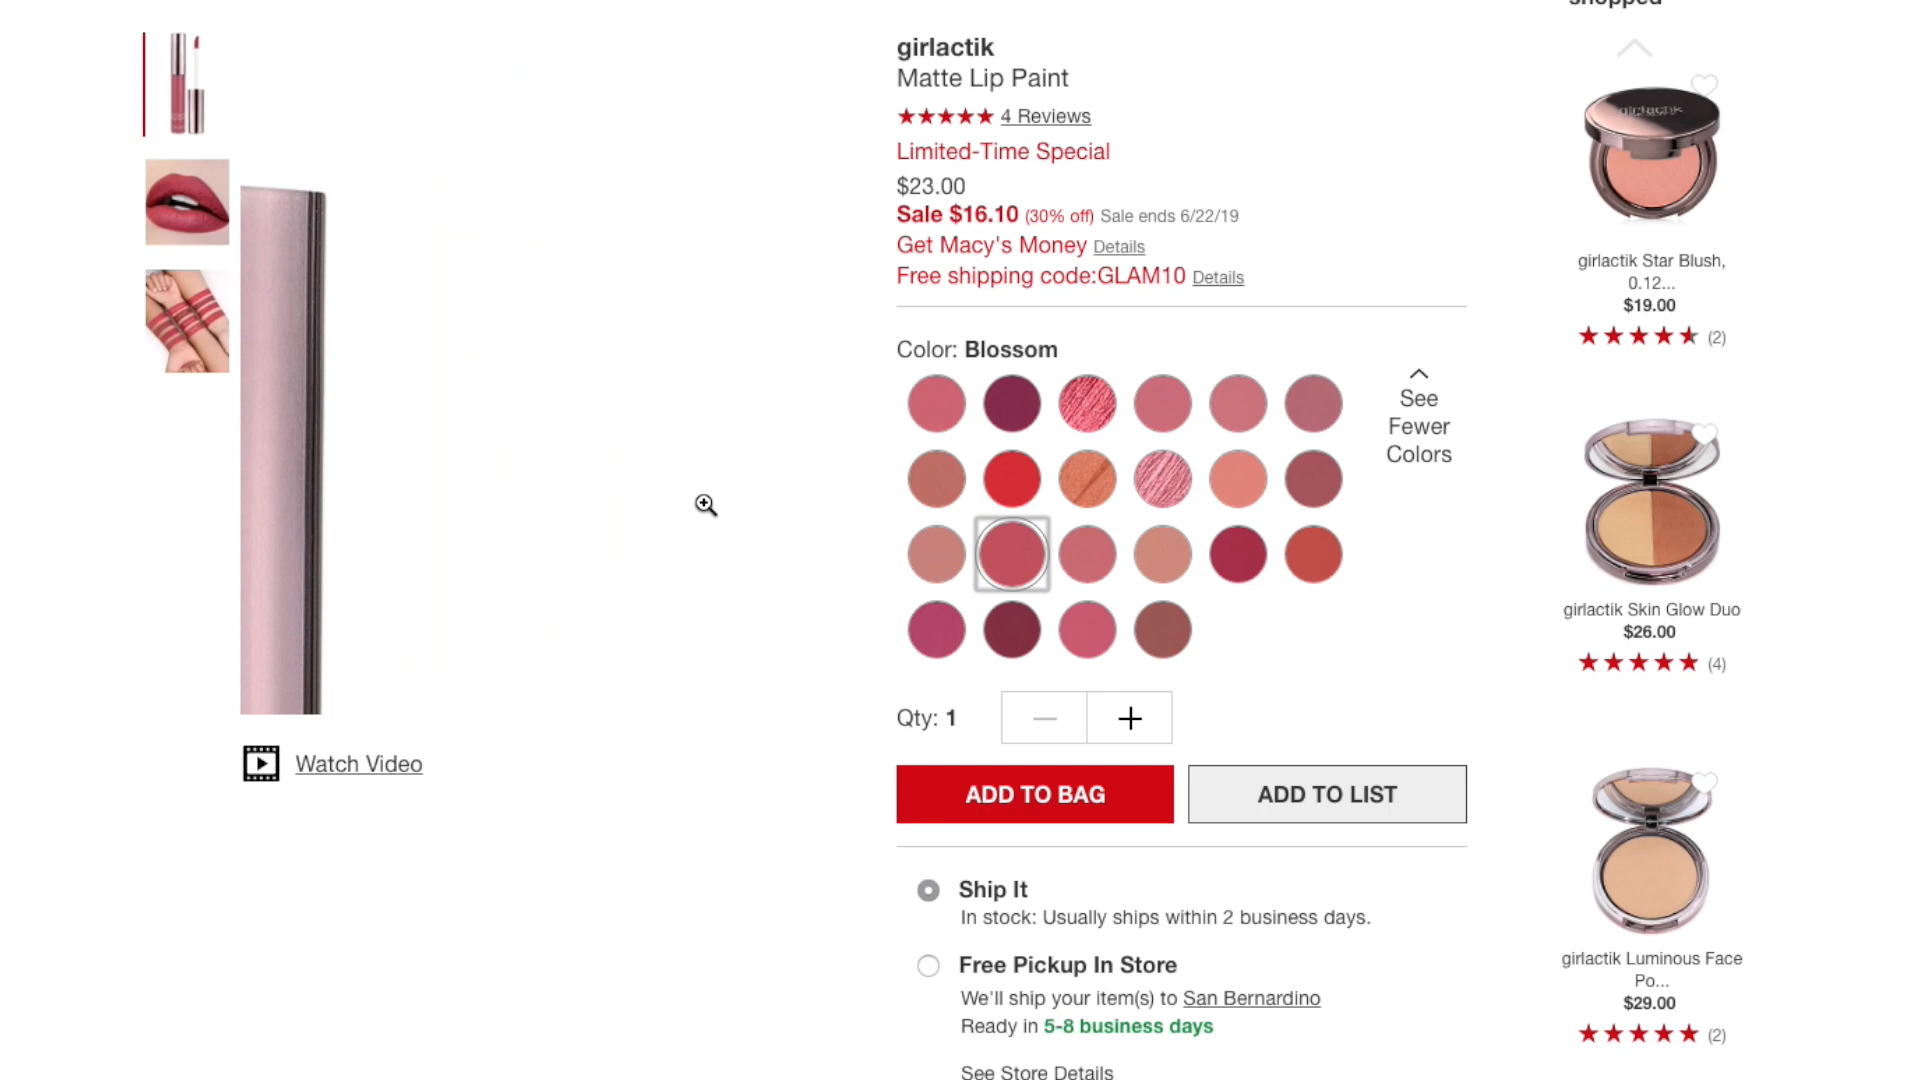 shopped
girlactik
Matte Lip Paint
4 Reviews
Limited-Time Special
$23.00
Sale $16.10 (30% off) Sale ends 6/22/19
Get Macy's Money Details
Free shipping code:GLAM10 Details
Color: Blossom
See
Fewer
Colors
Qty: 1
ADD TO BAG
ADD TO LIST
Ship It
In stock: Usually ships within 2 business days.
Free Pickup In Store
We'll ship your item(s) to San Bernardino
Ready in 5-8 business days
See Store Details
Watch Video
girlactik
girlactik Star Blush,
0.12...
$19.00
(2)
girlactik Skin Glow Duo
$26.00
(4)
girlactik Luminous Face
Po...
$29.00
(2)